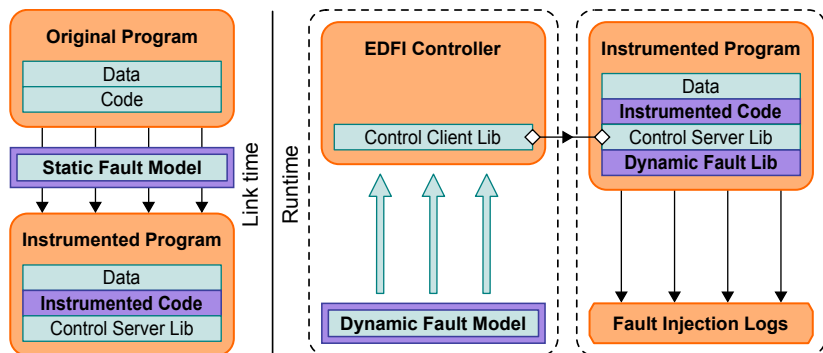 Original Program
Data
Code
Static Fault Model
Instrumented Program
Data
Instrumented Code
Control Server Lib
Link time
Runtime
EDFI Controller
Control Client Lib
Dynamic Fault Model
Instrumented Program
Data
Instrumented Code
Control Server Lib
Dynamic Fault Lib
Fault Injection Logs